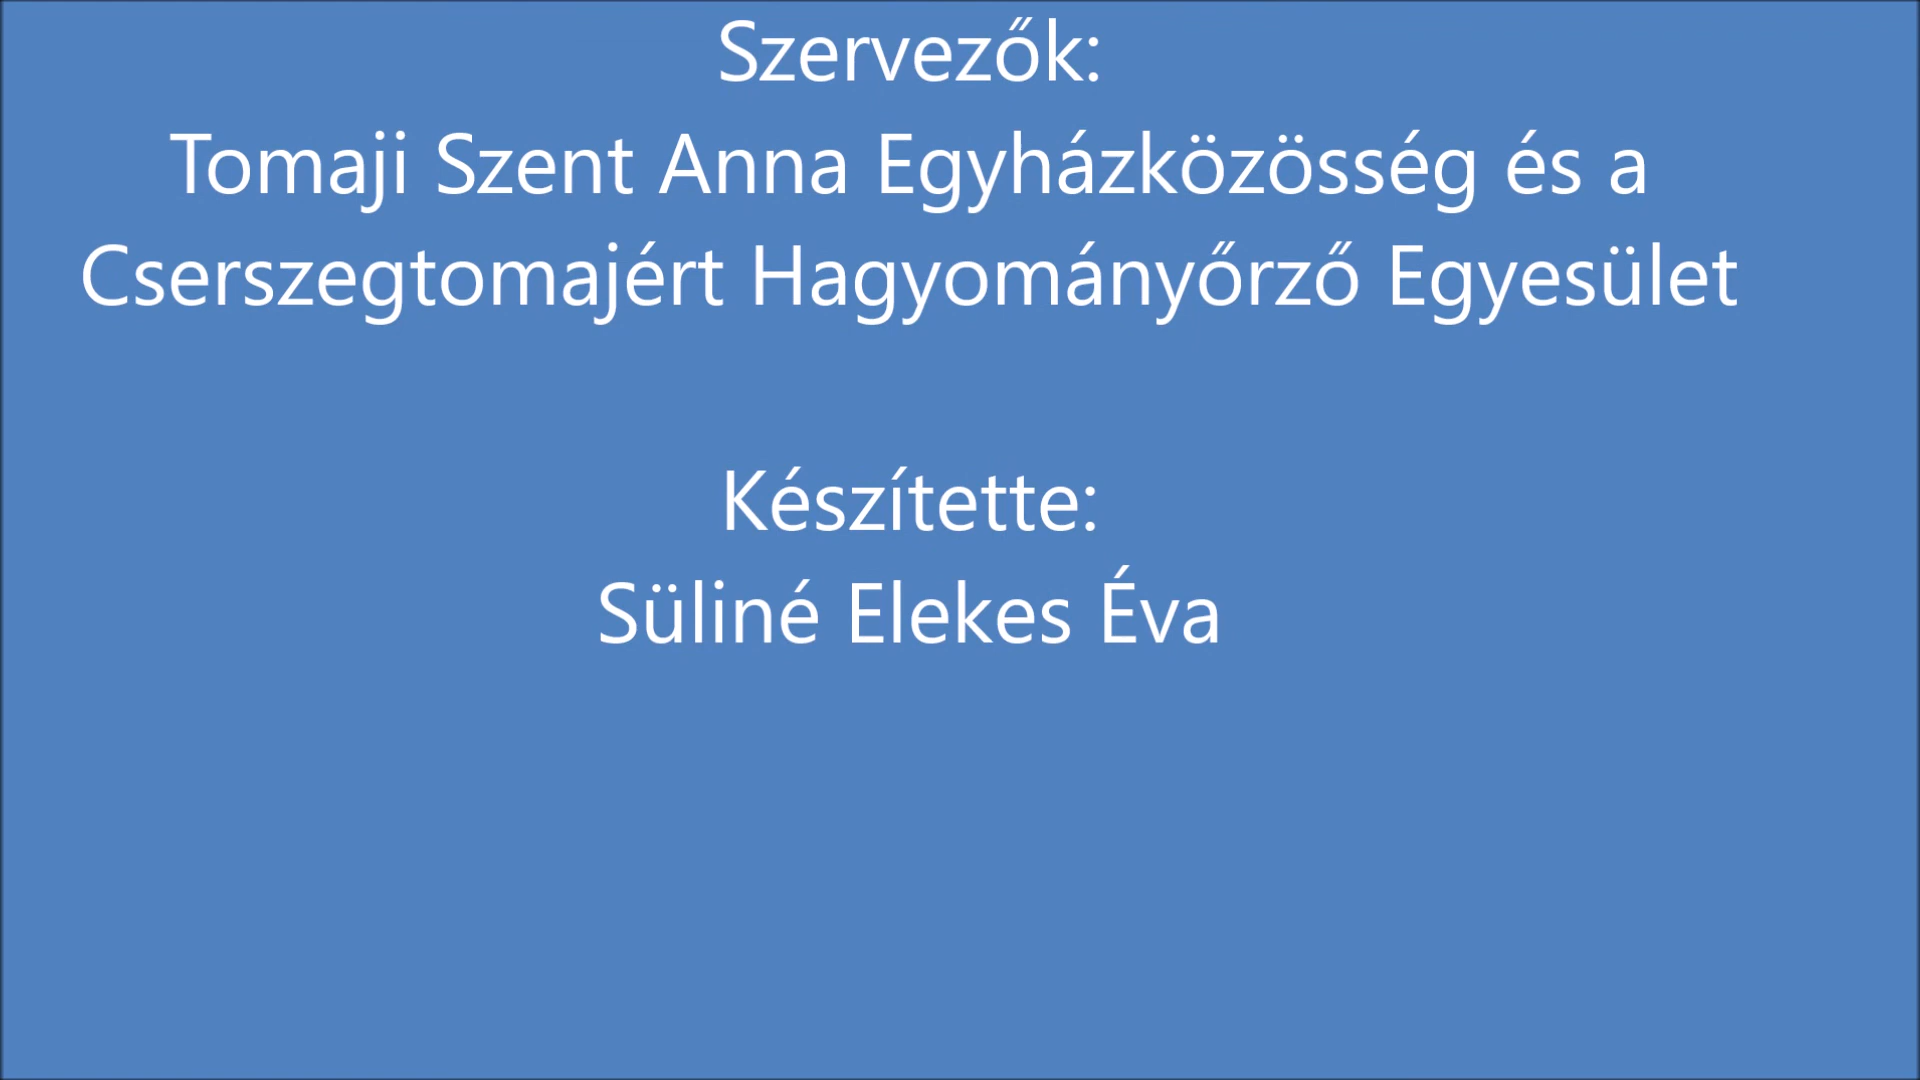 Szervezők:
Tomaji Szent Anna Egyházközösség és a
Cserszegtomajért Hagyományőrző Egyesület
Készítette:
Süliné Elekes Éva